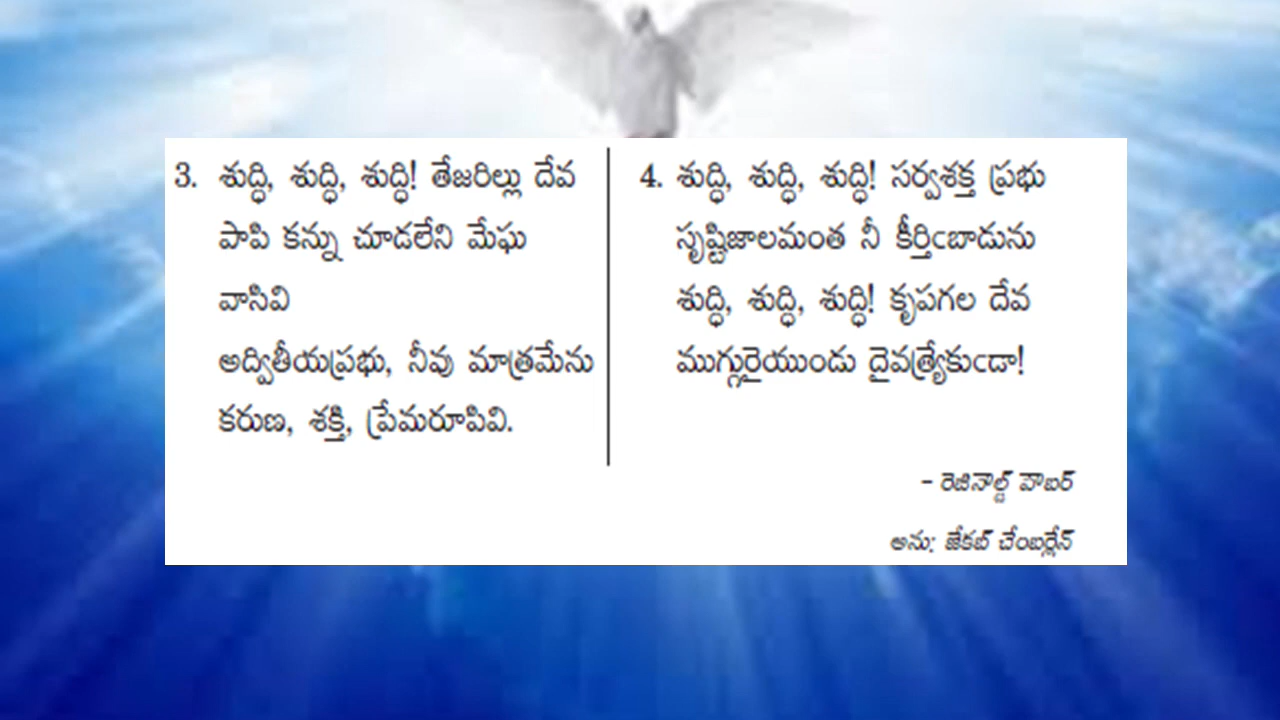 3. శుద్ధి, శుద్ధి, శుద్ధి! తేజరిల్లు దేవ
పాపి కన్ను చూడలేని మేఘ
వాసివి
అద్వితీయప్రభు, నీవు మాత్రమేను
కరుణ, శక్తి, ప్రేమరూపివి.
4. శుద్ధి, శుద్ధి, శుద్ధి! సర్వశక్త ప్రభు
సృష్టిజాలమంత నీ కీర్తిఁబాడును
శుద్ధి, శుద్ధి, శుద్ధి! కృపగల దేవ
ముగ్గురైయుండు దైవత్ర్యేకుఁడా!
- రెజినాల్డ్ హెబర్
అను: జేకబ్ చేంబర్లేన్